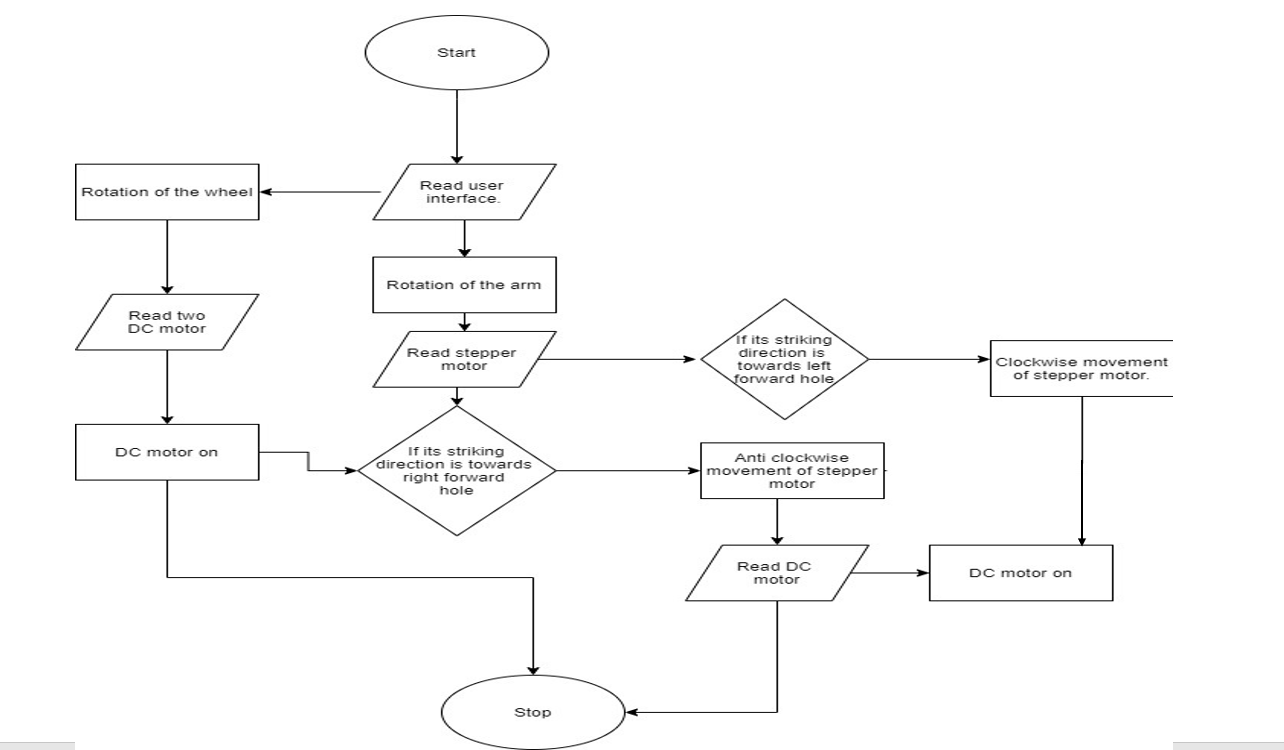 Start
Read user
interface.
Rotation of the wheel
Rotation of the arm
Read two
DC motor
Read stepper
motor
If its striking
direction is
towards left
forward hole
Clockwise movement
of stepper motor.
DC motor on
If its striking
direction is towards
right forward
hole
Anti clockwise
movement of stepper
motor
Read DC
motor
DC motor on
Stop